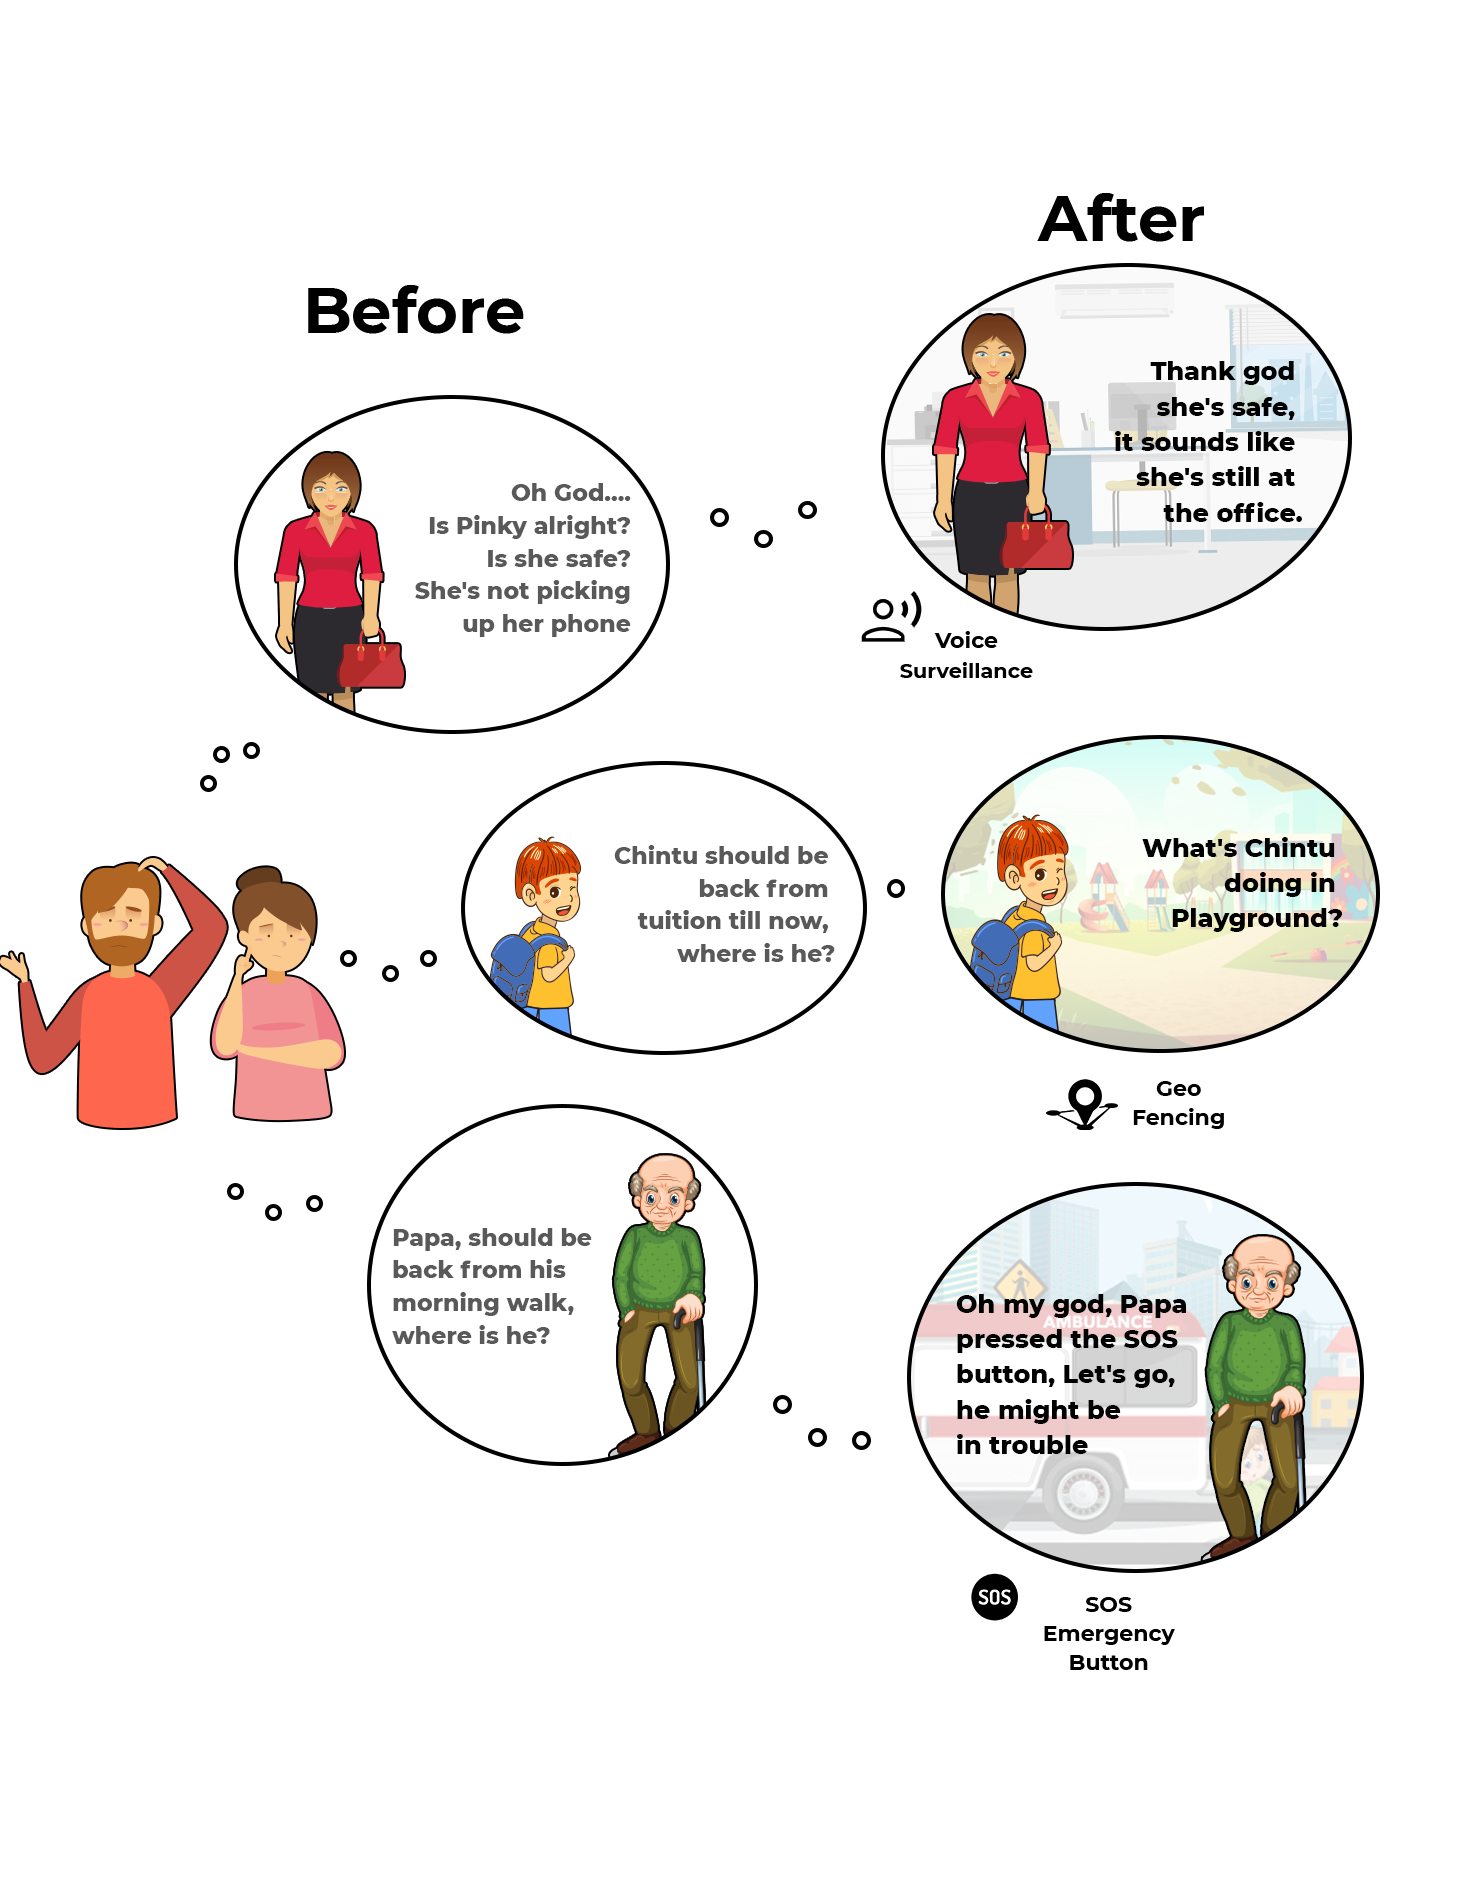 After
Before
Oh God....
Is Pinky alright?
Is she safe?
She's not picking
up her phone
Thank god
she's safe,
it sounds like
she's still at
the office.
Voice
Surveillance
Chintu should be
back from
tuition till now,
where is he?
What's Chintu
doing in
Playground?
Geo
Fencing
Papa, should be
back from his
morning walk,
where is he?
Oh my god, Papa
AMBULANCE
pressed the SOS
button, Let's go,
he might be
in trouble
SOS
SOS
Emergency
Button